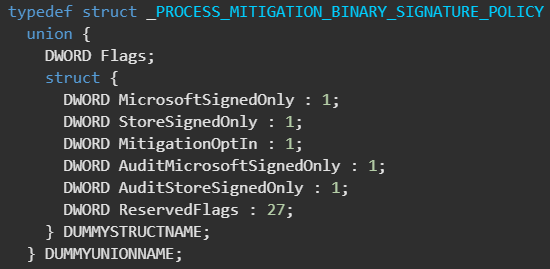 typedef struct _PROCESS_MITIGATION_BINARY_SIGNATURE_POLICY
union {
DWORD Flags;
struct {
DWORD MicrosoftSignedOnly : 1;
DWORD StoreSignedOnly : 1;
DWORD MitigationOptIn : 1;
DWORD AuditMicrosoftSignedOnly : 1;
DWORD AuditStoreSignedOnly : 1;
DWORD ReservedFlags : 27;
} DUMMYSTRUCTNAME;
} DUMMYUNIONNAME;